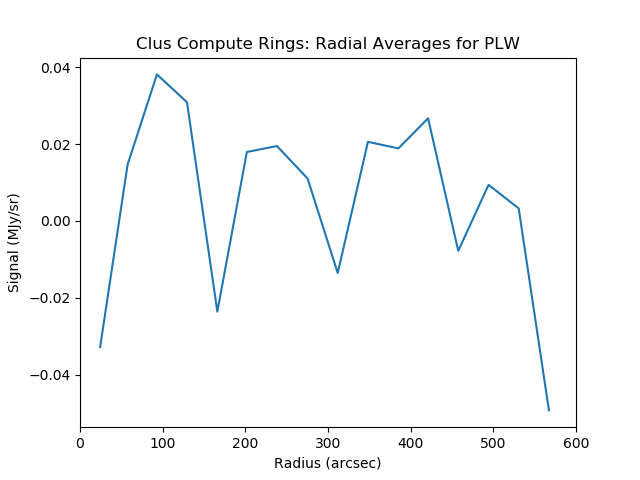 Clus Compute Rings: Radial Averages for PLW
0.04
0.02
0.00
−0.02
−0.04
Signal (MJy/sr)
0 100 200 300 400 500 600
Radius (arcsec)